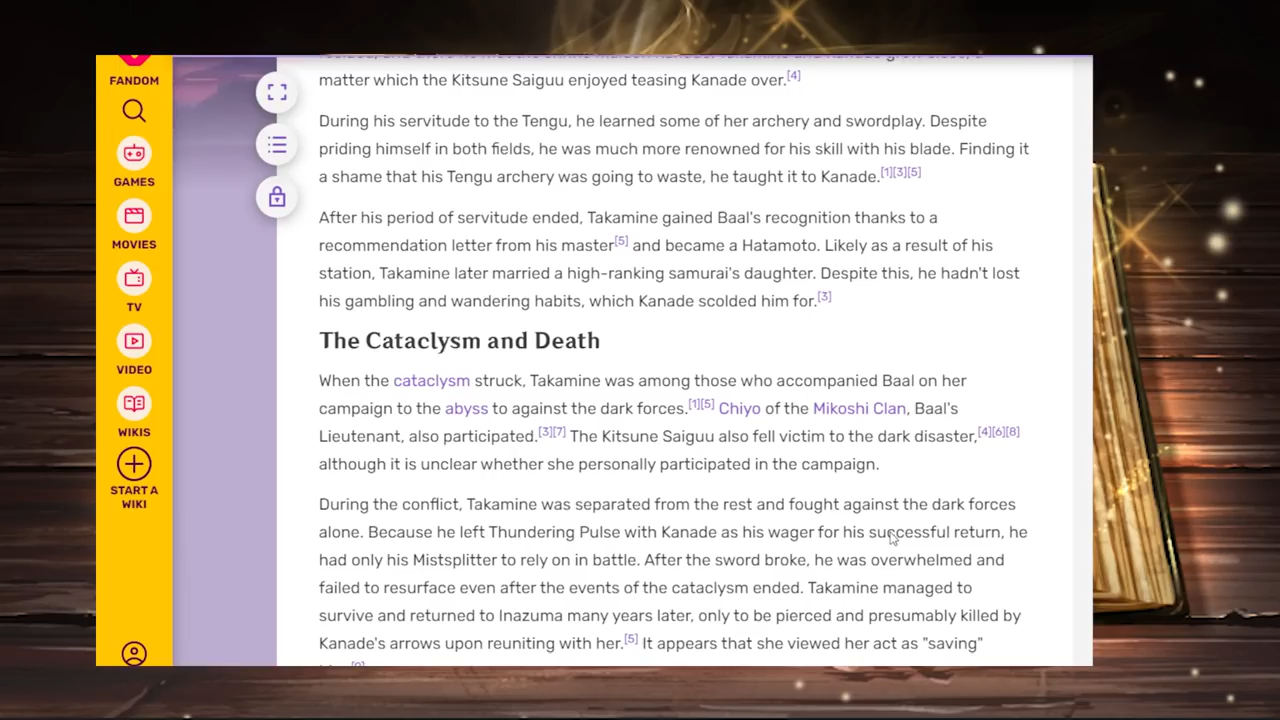 FANDOM
GAMES
MOVIES
TV
VIDEO
WIKIS
START A
WIKI
matter which the Kitsune Saiguu enjoyed teasing Kanade over.[4]
During his servitude to the Tengu, he learned some of her archery and swordplay. Despite
priding himself in both fields, he was much more renowned for his skill with his blade. Finding it
a shame that his Tengu archery was going to waste, he taught it to Kanade.[1][3][5]
After his period of servitude ended, Takamine gained Baal's recognition thanks to a
recommendation letter from his master[5] and became a Hatamoto. Likely as a result of his
station, Takamine later married a high-ranking samurai's daughter. Despite this, he hadn't lost
his gambling and wandering habits, which Kanade scolded him for.[3]
The Cataclysm and Death
When the cataclysm struck, Takamine was among those who accompanied Baal on her
campaign to the abyss to against the dark forces.[1][5] Chiyo of the Mikoshi Clan, Baal's
Lieutenant, also participated.[3][7] The Kitsune Saiguu also fell victim to the dark disaster,[4][6][8]
although it is unclear whether she personally participated in the campaign.
During the conflict, Takamine was separated from the rest and fought against the dark forces
alone. Because he left Thundering Pulse with Kanade as his wager for his successful return, he
had only his Mistsplitter to rely on in battle. After the sword broke, he was overwhelmed and
failed to resurface even after the events of the cataclysm ended. Takamine managed to
survive and returned to Inazuma many years later, only to be pierced and presumably killed by
Kanade's arrows upon reuniting with her.[5] It appears that she viewed her act as "saving"